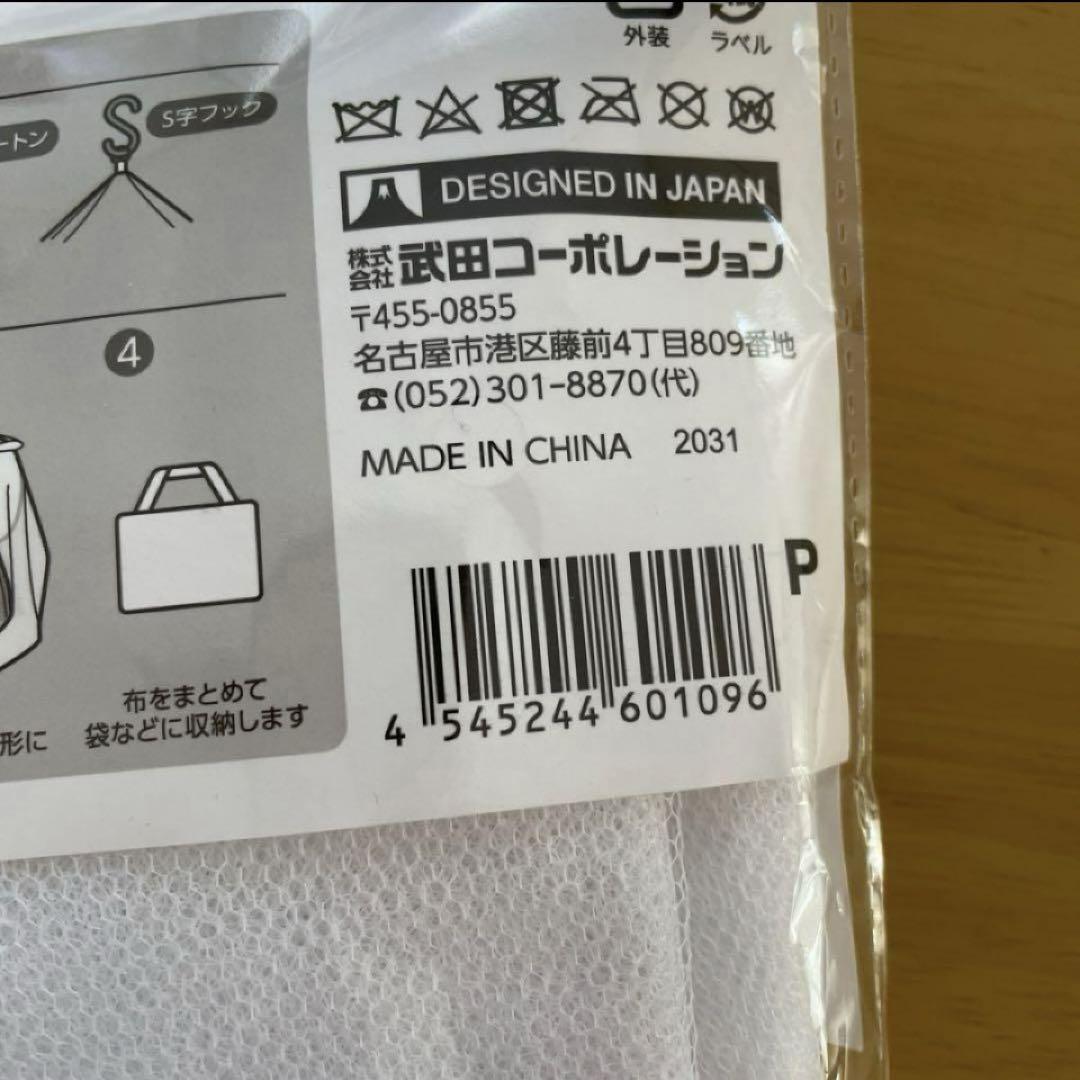 外装 ラベル
ートン
S字フック
DESIGNED IN JAPAN
株式会社 武田コーポレーション
〒455-0855
名古屋市港区藤前4丁目809番地
☎(052)301-8870(代)
MADE IN CHINA 2031
4
P
4 545244 601096
形に
布をまとめて
袋などに収納します